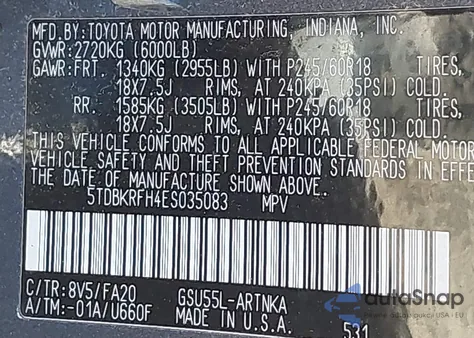 MFD.BY:TOYOTA MOTOR MANUFACTURING, INDIANA, INC.
GVWR:2720KG (6000LB)
GAWR:FRT. 1340KG (2955LB) WITH P245/60R18 TIRES,
18X7.5J RIMS, AT 240KPA (35PSI) COLD.
RR. 1585KG (3505LB) WITH P245/60R18 TIRES,
18X7.5J RIMS, AT 240KPA (35PSI) COLD.
THIS VEHICLE CONFORMS TO ALL APPLICABLE FEDERAL MOTOR
VEHICLE SAFETY AND THEFT PREVENTION STANDARDS IN EFFE
THE DATE OF MANUFACTURE SHOWN ABOVE.
5TDBKRFH4ES035083 MPV
C/TR:8V5/FA20 GSU55L-ARTNKA
A/TM:-01A/U660F MADE IN U.S.A. 531
autoSnap